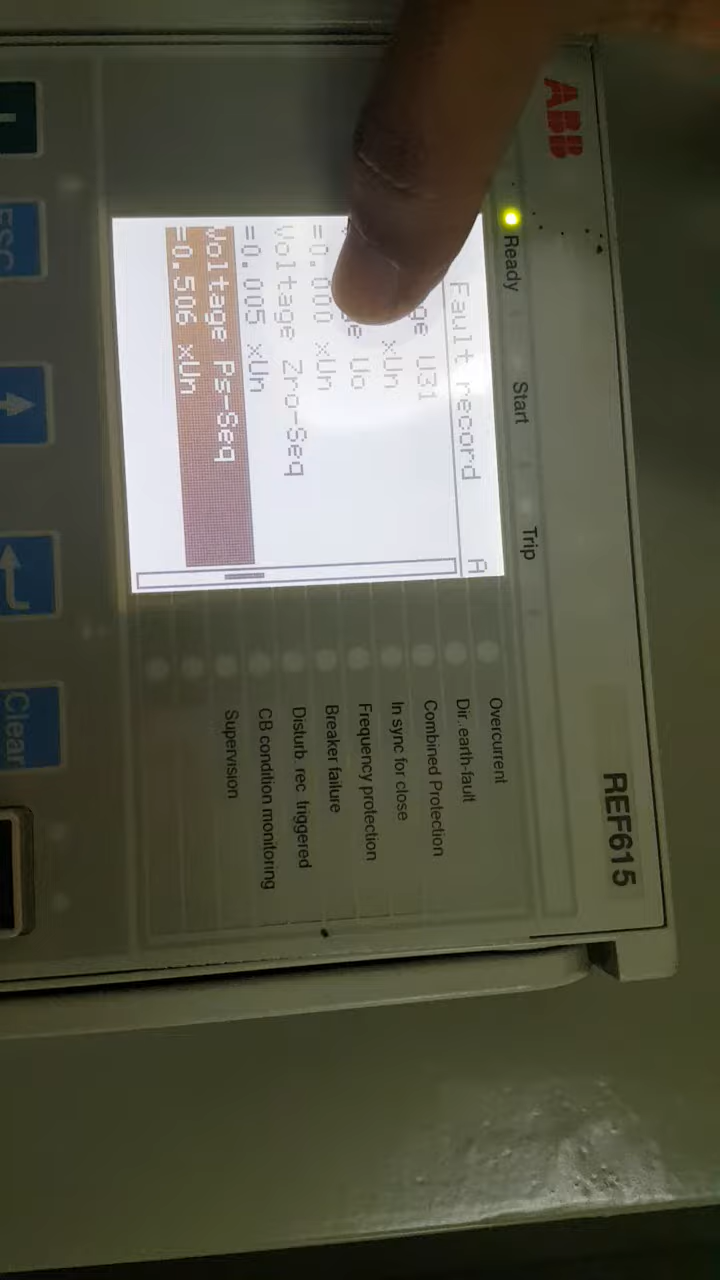 ABB
REF615
Ready
Start
Trip
Fault record A
U31
xUn
Uo
=0.000 xUn
Voltage Zro-Seq
=0.005 xUn
Voltage Ps-Seq
=0.506 xUn
Overcurrent
Dir. earth-fault
Combined Protection
In sync for close
Frequency protection
Breaker failure
Disturb. rec. triggered
CB condition monitoring
Supervision
ESC
Clear